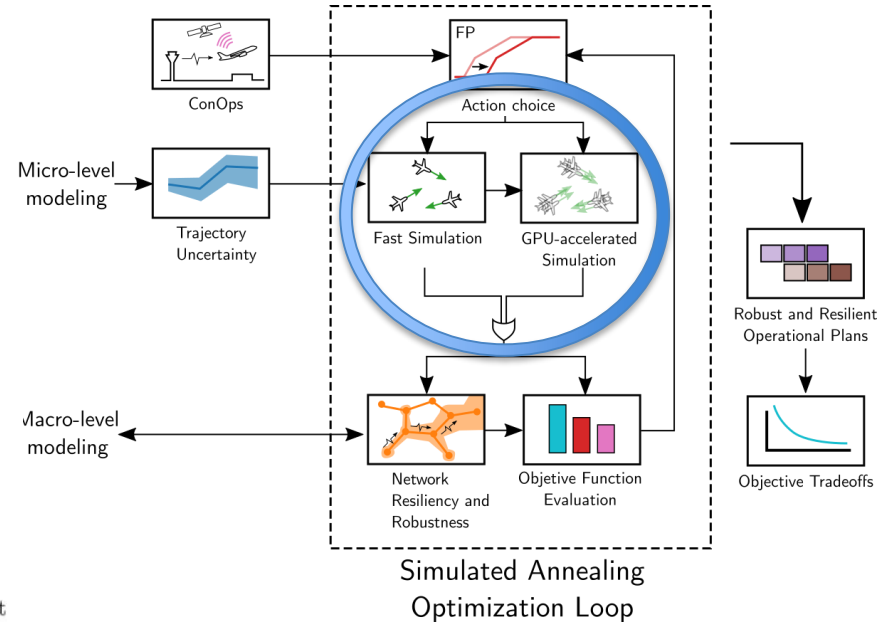 FP
ConOps
Action choice
Micro-level
modeling
Trajectory
Uncertainty
Fast Simulation
GPU-accelerated
Simulation
Robust and Resilient
Operational Plans
Macro-level
modeling
Network
Resiliency and
Robustness
Objetive Function
Evaluation
Objective Tradeoffs
Simulated Annealing
Optimization Loop
t